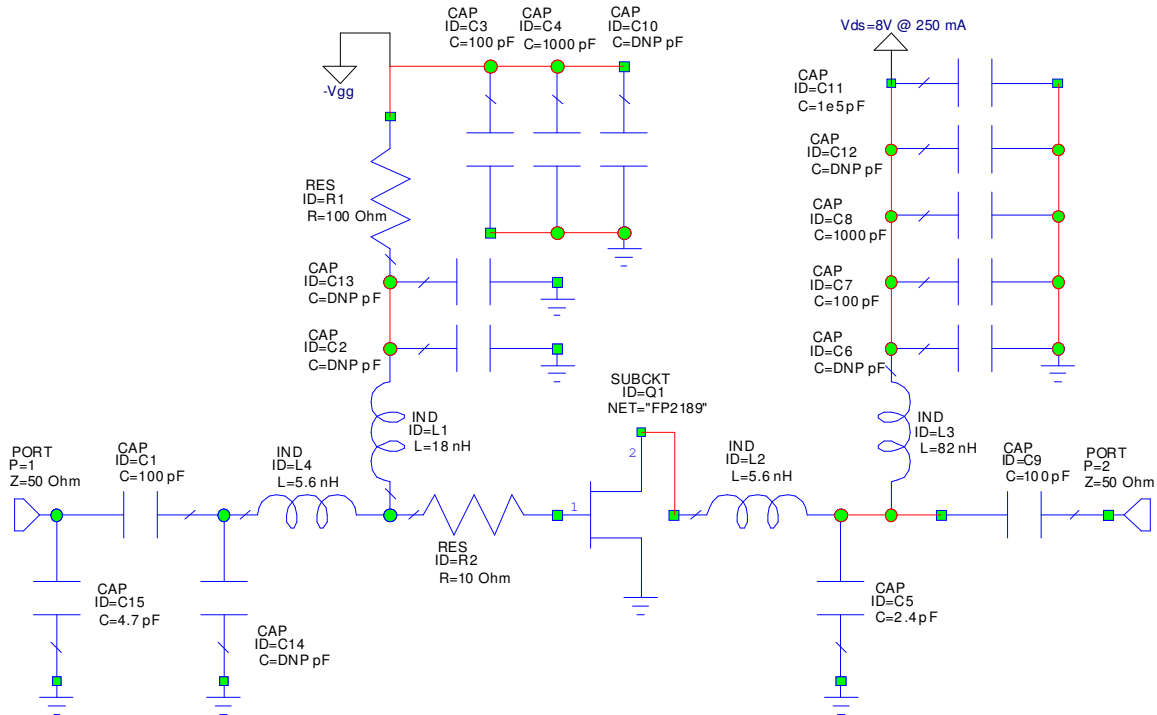 CAP
ID=C3
C=100 pF
CAP
ID=C4
C=1000 pF
CAP
ID=C10
C=DNP pF
-Vgg
RES
ID=R1
R=100 Ohm
CAP
ID=C13
C=DNP pF
CAP
ID=C2
C=DNP pF
IND
ID=L1
L=18 nH
Vds=8V @ 250 mA
CAP
ID=C11
C=1e5 pF
CAP
ID=C12
C=DNP pF
CAP
ID=C8
C=1000 pF
CAP
ID=C7
C=100 pF
CAP
ID=C6
C=DNP pF
SUBCKT
ID=Q1
NET="FP2189"
2
1
PORT
P=1
Z=50 Ohm
CAP
ID=C1
C=100 pF
IND
ID=L4
L=5.6 nH
RES
ID=R2
R=10 Ohm
IND
ID=L2
L=5.6 nH
IND
ID=L3
L=82 nH
CAP
ID=C9
C=100 pF
PORT
P=2
Z=50 Ohm
CAP
ID=C15
C=4.7 pF
CAP
ID=C14
C=DNP pF
CAP
ID=C5
C=2.4 pF